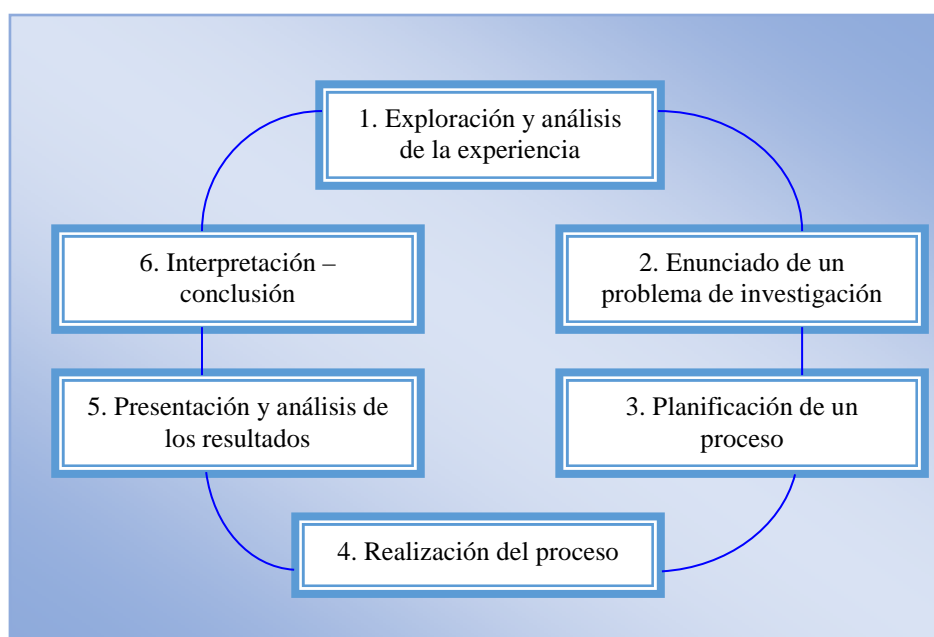 1. Exploración y análisis
de la experiencia
2. Enunciado de un
problema de investigación
3. Planificación de un
proceso
4. Realización del proceso
5. Presentación y análisis de
los resultados
6. Interpretación –
conclusión